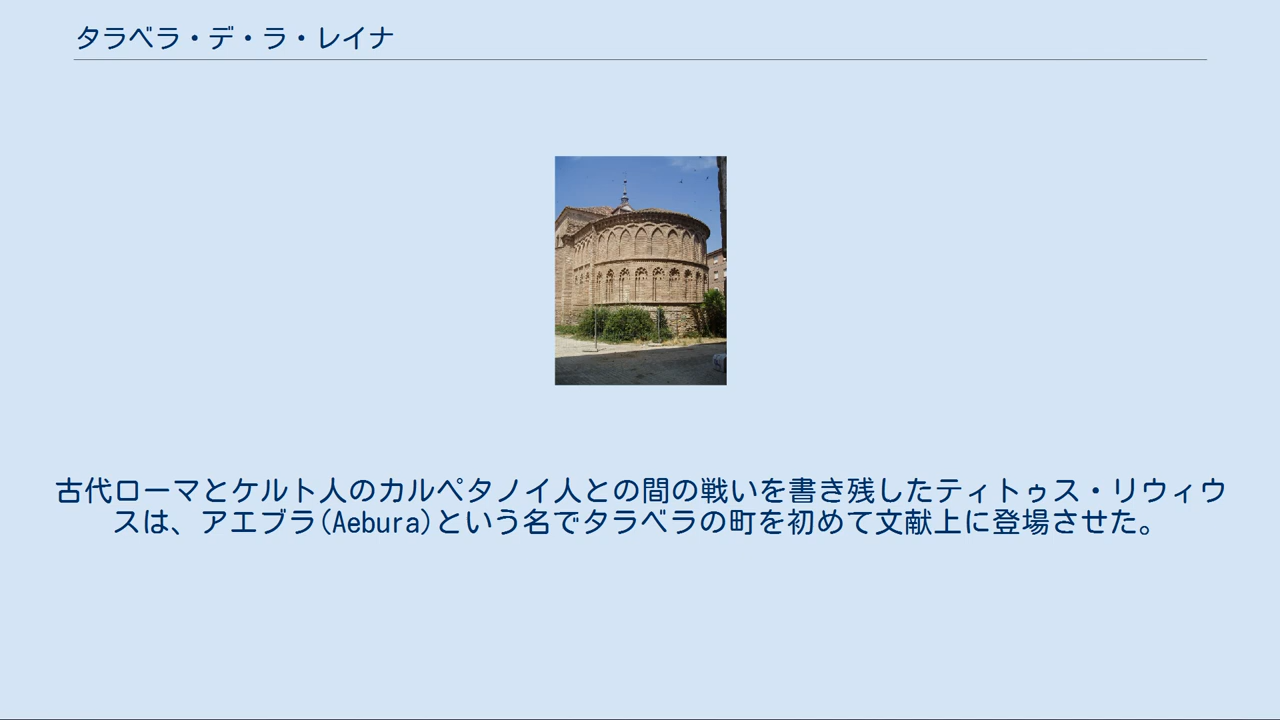 タラベラ・デ・ラ・レイナ
古代ローマとケルト人のカルペタノイ人との間の戦いを書き残したティトゥス・リウィウ
スは、アエブラ(Aebura)という名でタラベラの町を初めて文献上に登場させた。